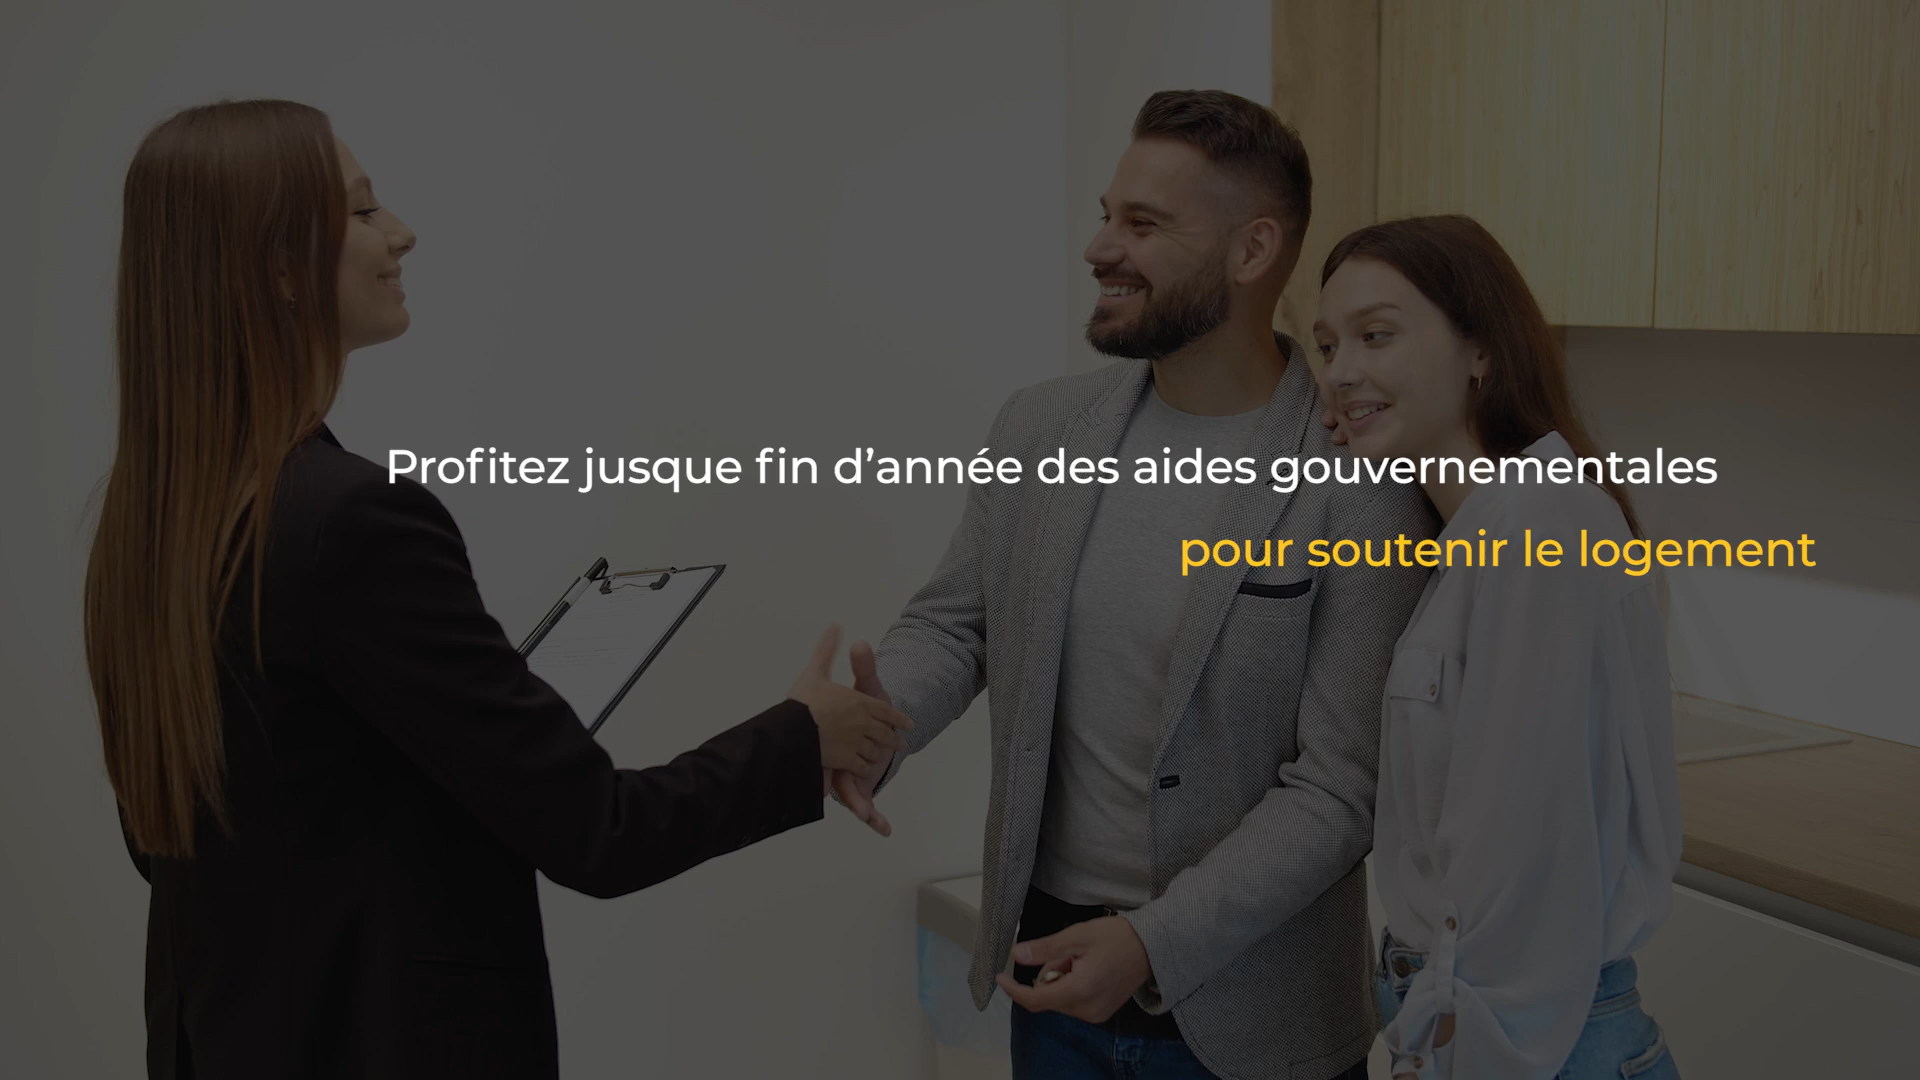 Profitez jusque fin d’année des aides gouvernementales
pour soutenir le logement